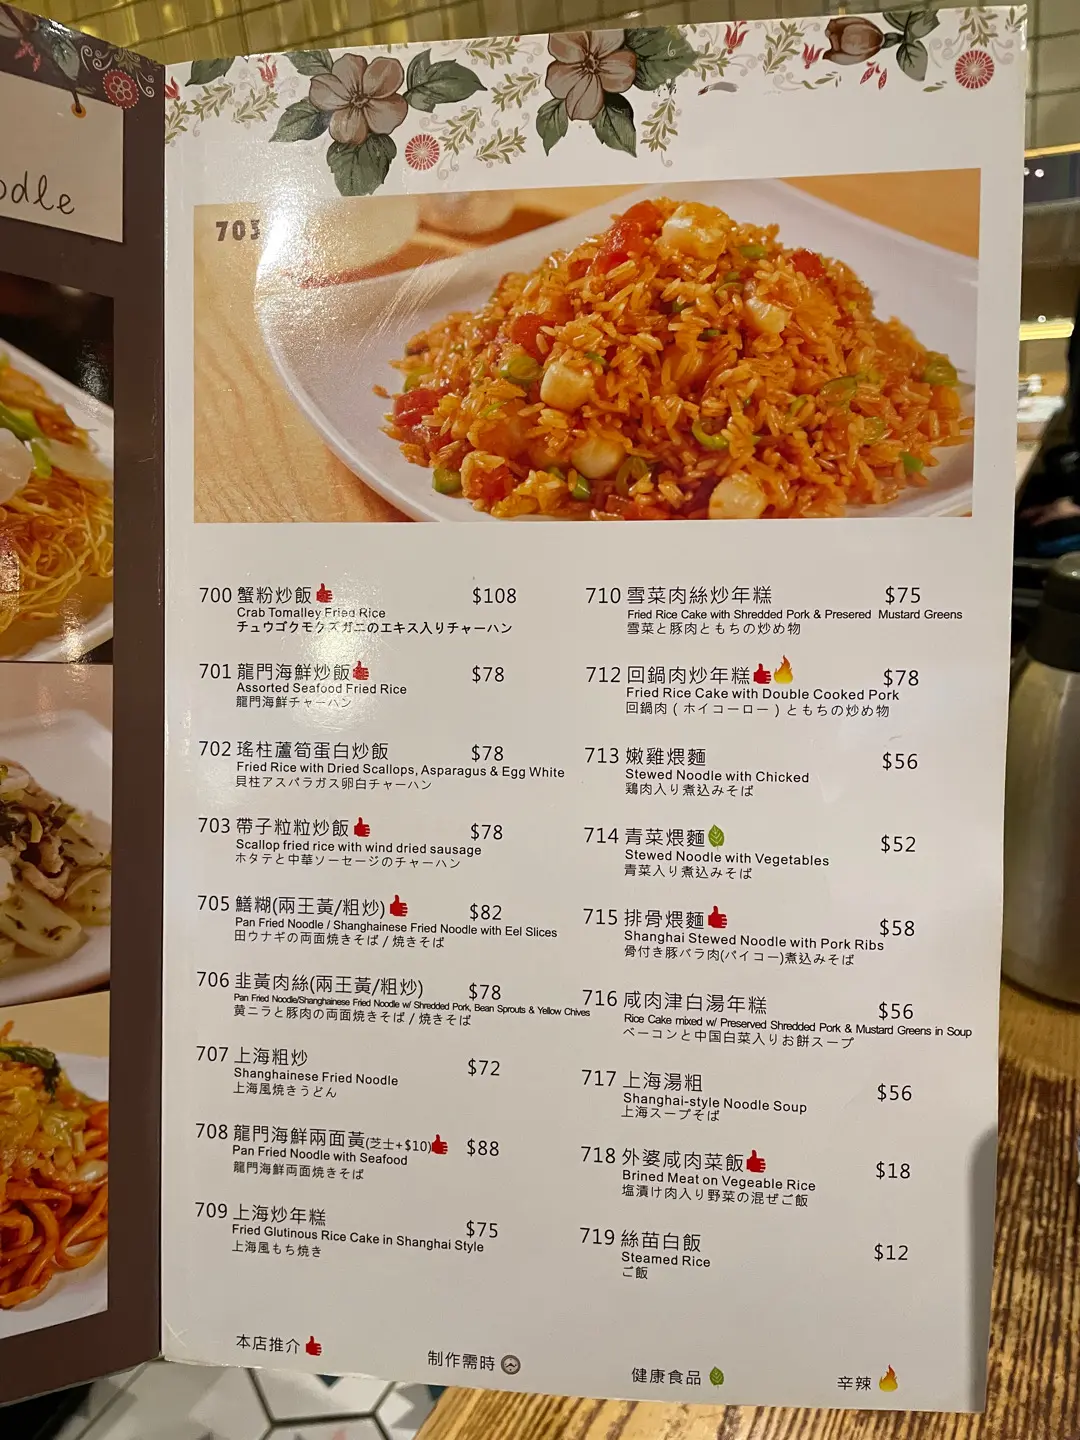 odle
703
700 蟹粉炒飯 $108
Crab Tomalley Fried Rice
チュウゴクモクズガニのエキス入りチャーハン
701 龍門海鮮炒飯 $78
Assorted Seafood Fried Rice
龍門海鮮チャーハン
702 瑤柱蘆筍蛋白炒飯 $78
Fried Rice with Dried Scallops, Asparagus & Egg White
貝柱アスパラガス卵白チャーハン
703 帶子粒粒炒飯 $78
Scallop fried rice with wind dried sausage
ホタテと中華ソーセージのチャーハン
705 鱔糊(兩王黃/粗炒) $82
Pan Fried Noodle / Shanghainese Fried Noodle with Eel Slices
田ウナギの両面焼きそば / 焼きそば
706 韭黃肉絲(兩王黃/粗炒) $78
Pan Fried Noodle/Shanghainese Fried Noodle w/ Shredded Pork, Bean Sprouts & Yellow Chives
黄ニラと豚肉の両面焼きそば / 焼きそば
707 上海粗炒 $72
Shanghainese Fried Noodle
上海風焼きうどん
708 龍門海鮮兩面黃(芝士+$10) $88
Pan Fried Noodle with Seafood
龍門海鮮両面焼きそば
709 上海炒年糕 $75
Fried Glutinous Rice Cake in Shanghai Style
上海風もち焼き
710 雪菜肉絲炒年糕 $75
Fried Rice Cake with Shredded Pork & Presered Mustard Greens
雪菜と豚肉ともちの炒め物
712 回鍋肉炒年糕 $78
Fried Rice Cake with Double Cooked Pork
回鍋肉 ( ホイコーロー ) ともちの炒め物
713 嫩雞煨麵 $56
Stewed Noodle with Chicked
鶏肉入り煮込みそば
714 青菜煨麵 $52
Stewed Noodle with Vegetables
青菜入り煮込みそば
715 排骨煨麵 $58
Shanghai Stewed Noodle with Pork Ribs
骨付き豚バラ肉(パイコー)煮込みそば
716 咸肉津白湯年糕 $56
Rice Cake mixed w/ Preserved Shredded Pork & Mustard Greens in Soup
ベーコンと中国白菜入りお餅スープ
717 上海湯粗 $56
Shanghai-style Noodle Soup
上海スープそば
718 外婆咸肉菜飯 $18
Brined Meat on Vegeable Rice
塩漬け肉入り野菜の混ぜご飯
719 絲苗白飯 $12
Steamed Rice
ご飯
本店推介
制作需時
健康食品
辛辣